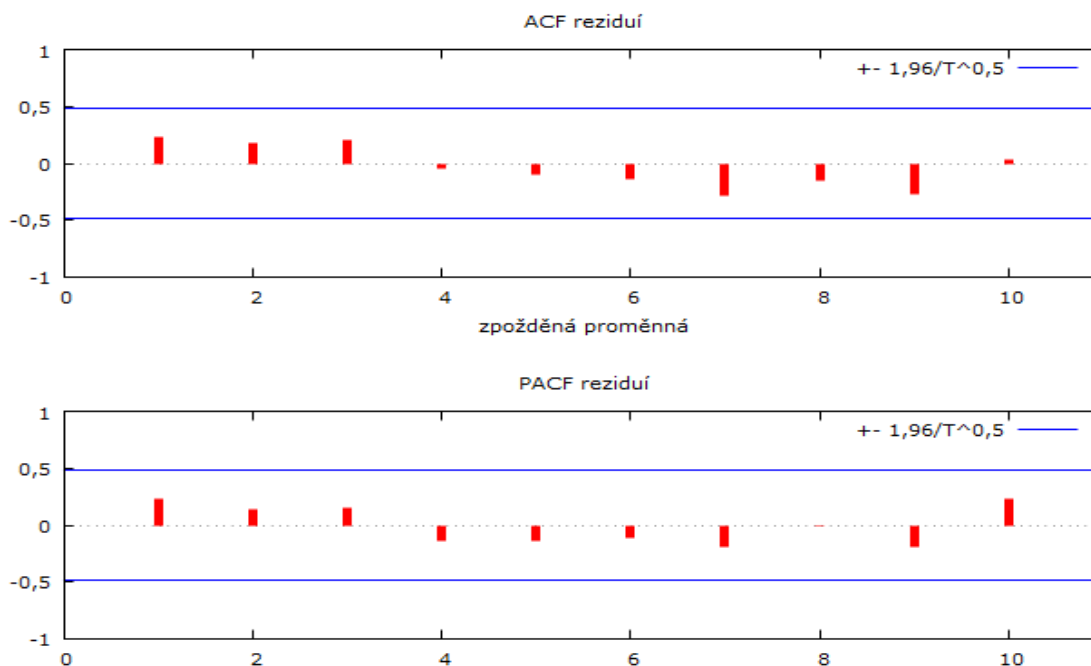 ACF reziduí
+- 1,96/T^0,5
1
0,5
0
-0,5
-1
0 2 4 6 8 10
zpožděná proměnná
PACF reziduí
+- 1,96/T^0,5
1
0,5
0
-0,5
-1
0 2 4 6 8 10